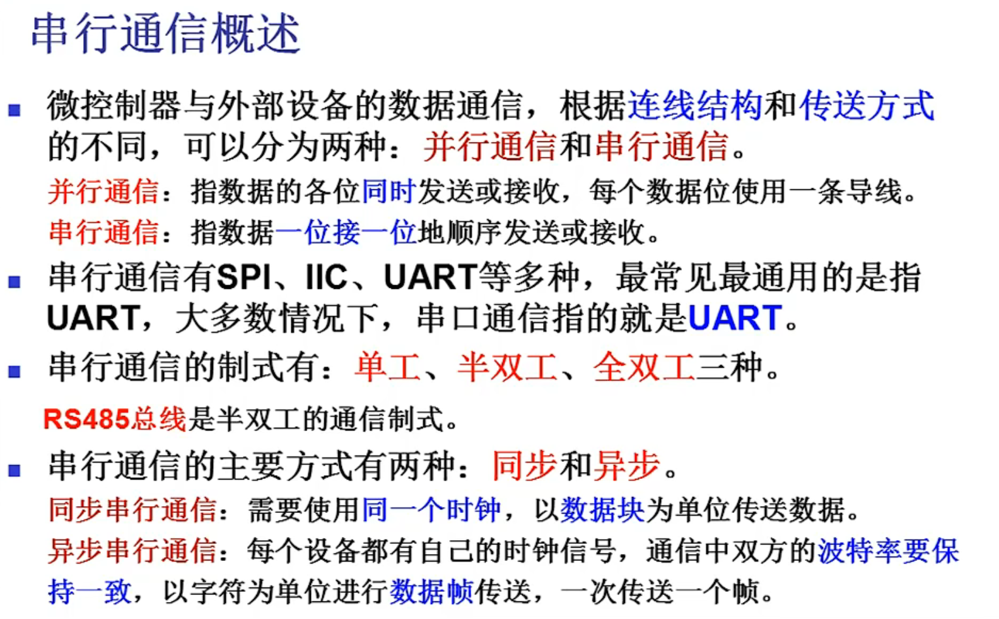 串行通信概述
微控制器与外部设备的数据通信，根据连线结构和传送方式
的不同，可以分为两种：并行通信和串行通信。
并行通信：指数据的各位同时发送或接收，每个数据位使用一条导线。
串行通信：指数据一位接一位地顺序发送或接收。
串行通信有SPI、IIC、UART等多种，最常见最通用的是指
UART，大多数情况下，串口通信指的就是UART。
串行通信的制式有：单工、半双工、全双工三种。
RS485总线是半双工的通信制式。
串行通信的主要方式有两种：同步和异步。
同步串行通信：需要使用同一个时钟，以数据块为单位传送数据。
异步串行通信：每个设备都有自己的时钟信号，通信中双方的波特率要保
持一致，以字符为单位进行数据帧传送，一次传送一个帧。